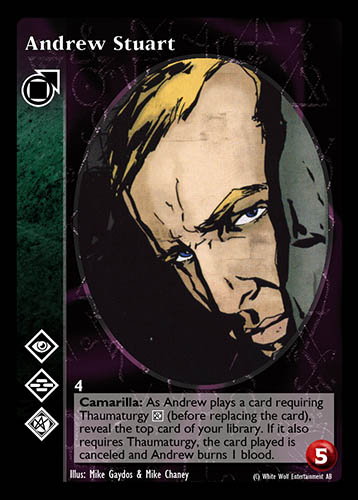 Andrew Stuart
4
Camarilla: As Andrew plays a card requiring
Thaumaturgy (before replacing the card),
reveal the top card of your library. If it also
requires Thaumaturgy, the card played is
canceled and Andrew burns 1 blood.
5
Illus: Mike Gaydos & Mike Chaney
(C) White Wolf Entertainment AB